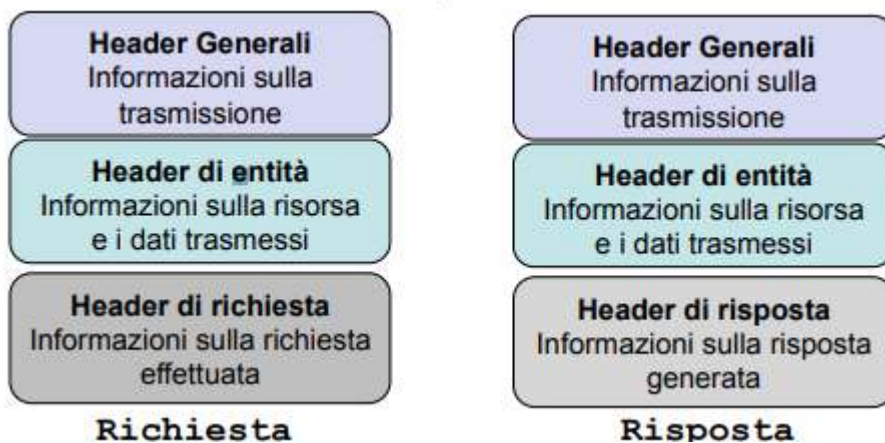 Header Generali
Informazioni sulla
trasmissione
Header di entità
Informazioni sulla risorsa
e i dati trasmessi
Header di richiesta
Informazioni sulla richiesta
effettuata
Richiesta
Header Generali
Informazioni sulla
trasmissione
Header di entità
Informazioni sulla risorsa
e i dati trasmessi
Header di risposta
Informazioni sulla risposta
generata
Risposta